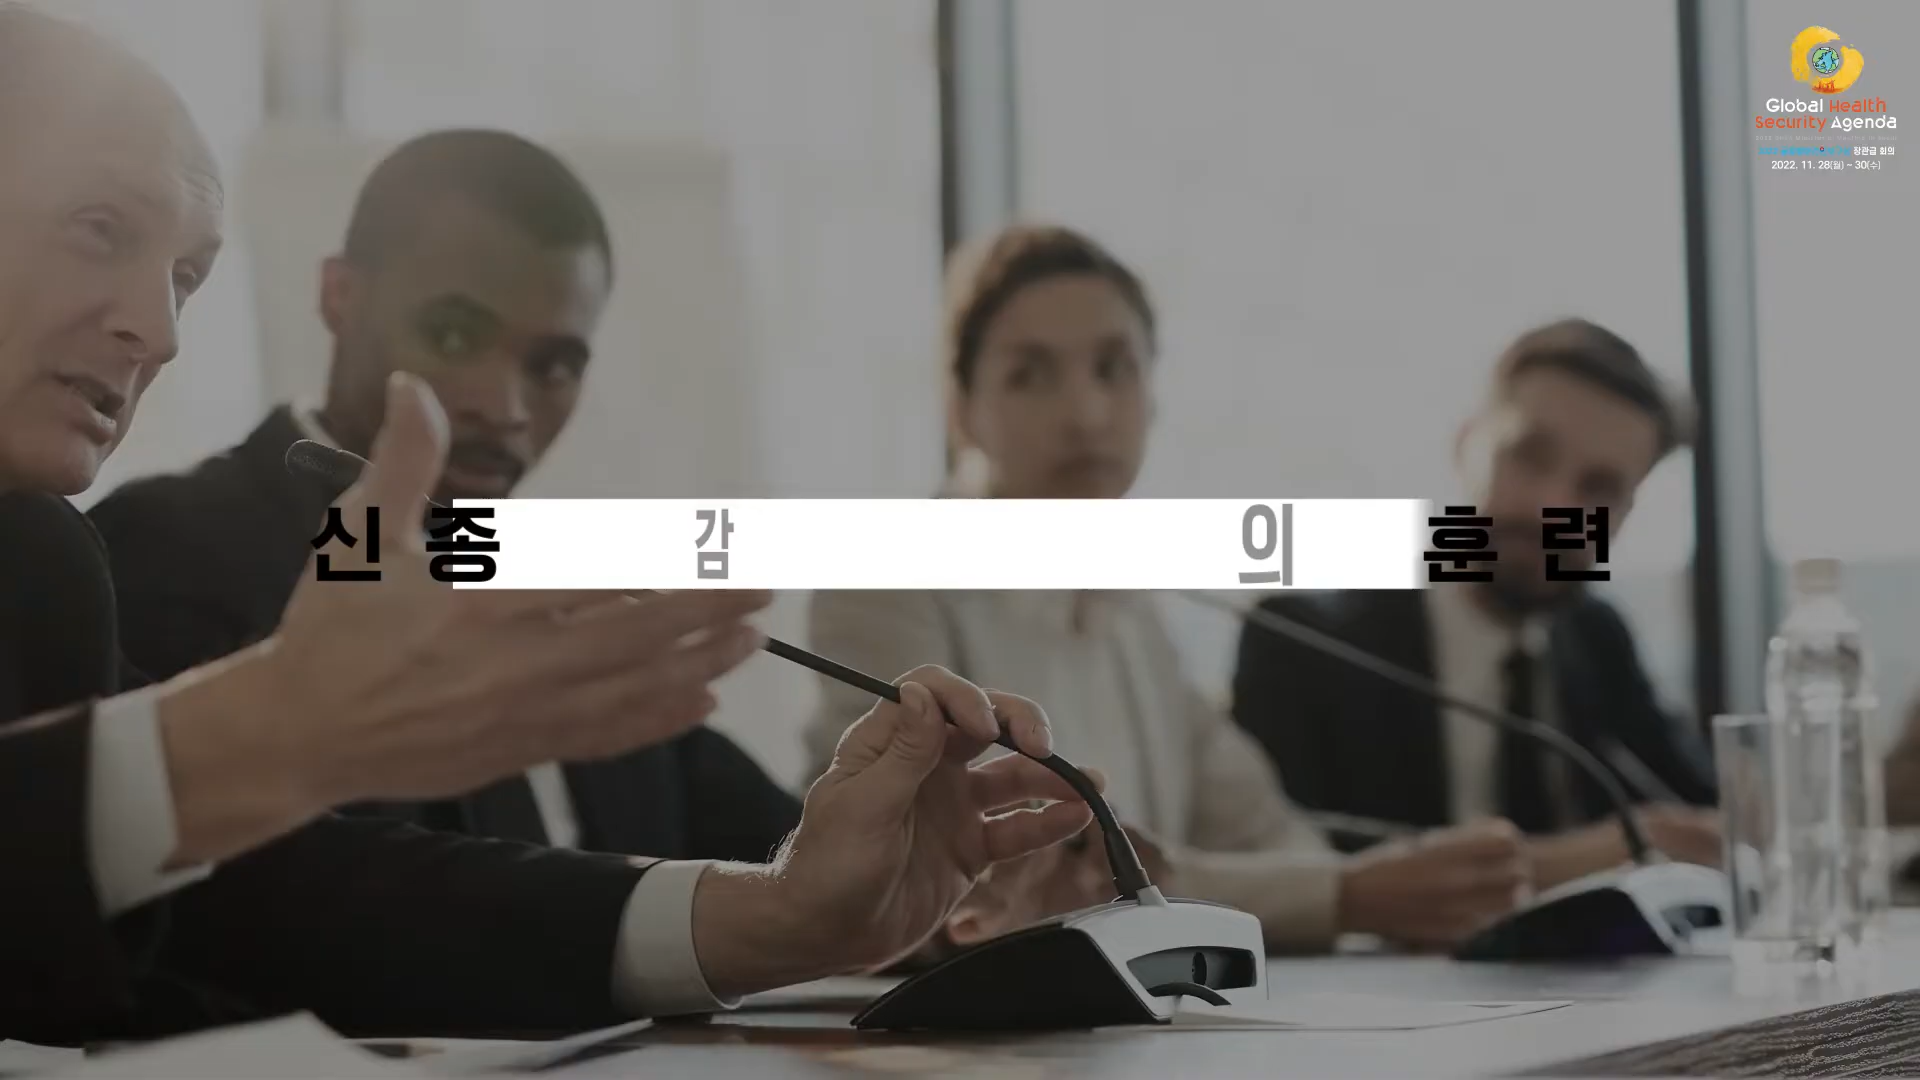 Global Health
Security Agenda
장관급 회의
2022. 11. 28(월) ~ 30(수)
신종 감 의 훈련